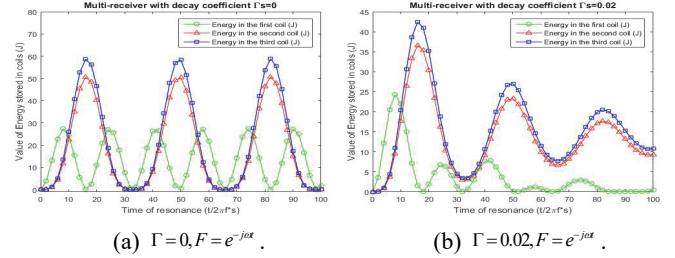 Multi-receiver with decay coefficient Γs=0
Energy in the first coil (J)
Energy in the second coil (J)
Energy in the third coil (J)
Value of Energy stored in coils (J)
80
70
60
50
40
30
20
10
0
0 10 20 30 40 50 60 70 80 90 100
Time of resonance (t/2πf*s)
(a) Γ = 0, F = e^{-jωt} .
Multi-receiver with decay coefficient Γs=0.02
Energy in the first coil (J)
Energy in the second coil (J)
Energy in the third coil (J)
Value of Energy stored in coils (J)
45
40
35
30
25
20
15
10
5
0
0 10 20 30 40 50 60 70 80 90 100
Time of resonance (t/2πf*s)
(b) Γ = 0.02, F = e^{-jωt} .